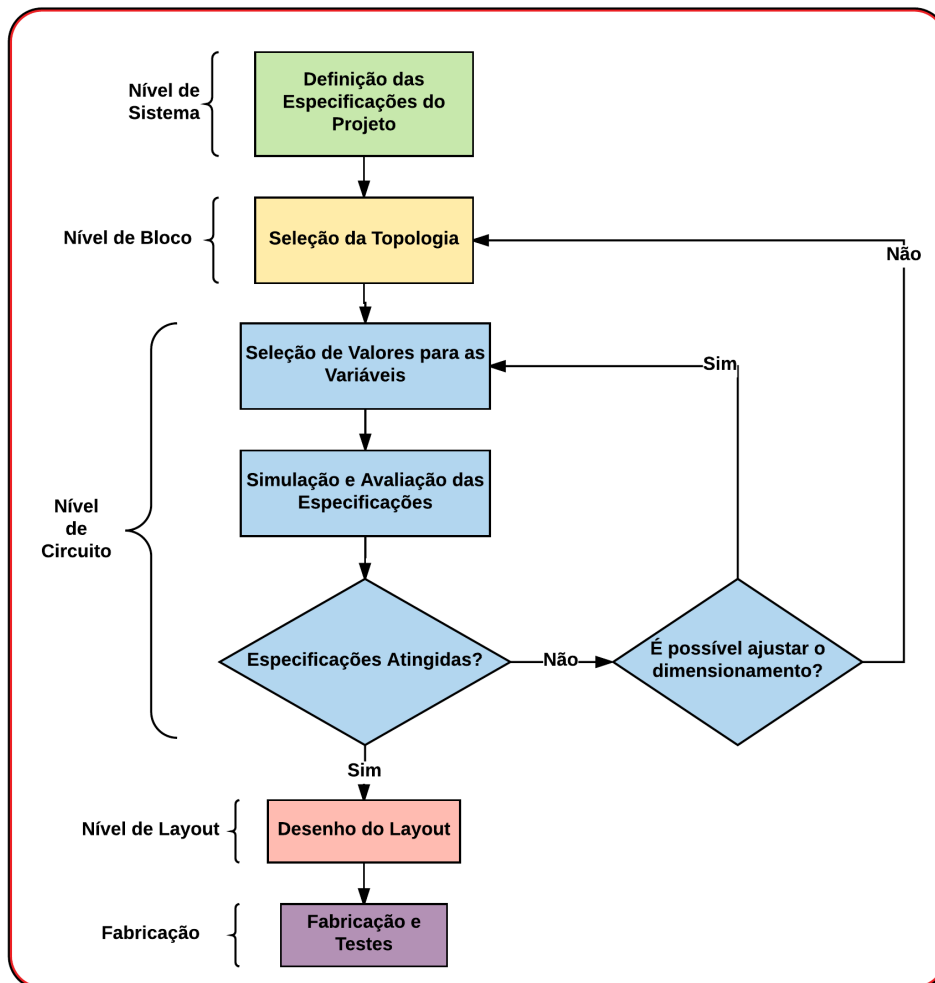 Nível de
Sistema
Definição das
Especificações do
Projeto
Nível de Bloco
Seleção da Topologia
Não
Seleção de Valores para as
Variáveis
Sim
Simulação e Avaliação das
Especificações
Nível
de
Circuito
Especificações Atingidas?
Não
É possível ajustar o
dimensionamento?
Sim
Nível de Layout
Desenho do Layout
Fabricação
Fabricação e
Testes